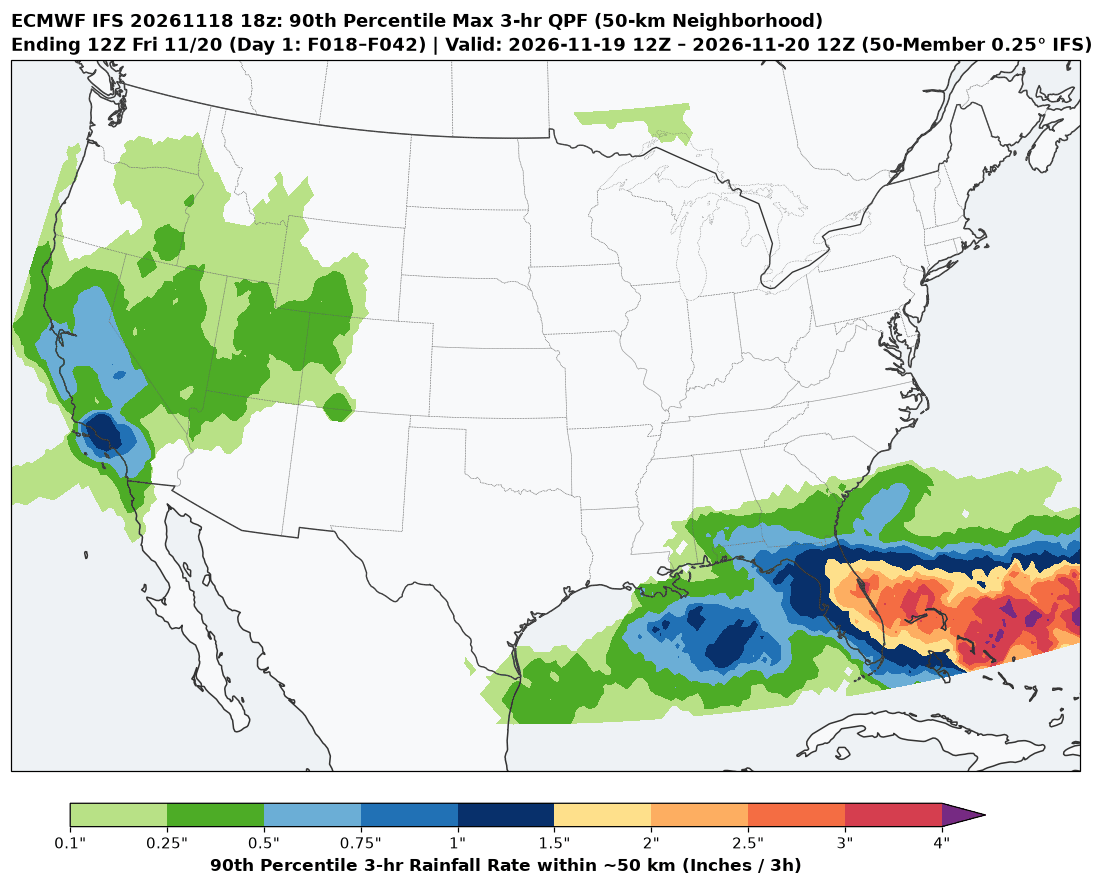 ECMWF IFS 20261118 18z: 90th Percentile Max 3-hr QPF (50-km Neighborhood)
Ending 12Z Fri 11/20 (Day 1: F018–F042) | Valid: 2026-11-19 12Z – 2026-11-20 12Z (50-Member 0.25° IFS)
0.1" 0.25" 0.5" 0.75" 1" 1.5" 2" 2.5" 3" 4"
90th Percentile 3-hr Rainfall Rate within ~50 km (Inches / 3h)